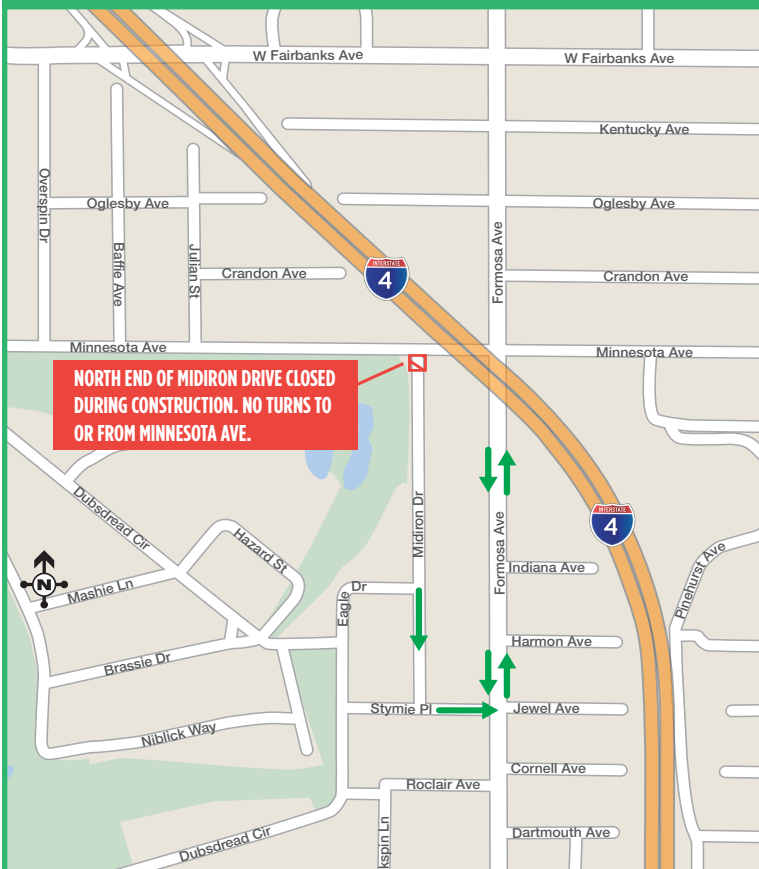 W Fairbanks Ave
W Fairbanks Ave
Kentucky Ave
Overspin Dr
Oglesby Ave
Oglesby Ave
Baffie Ave
Julian St
Formosa Ave
Crandon Ave
INTERSTATE
4
Crandon Ave
Minnesota Ave
Minnesota Ave
NORTH END OF MIDIRON DRIVE CLOSED
DURING CONSTRUCTION. NO TURNS TO
OR FROM MINNESOTA AVE.
Dubsdread Cir
Midiron Dr
Formosa Ave
INTERSTATE
4
Hazard St
Indiana Ave
Pinehurst Ave
N
Mashie Ln
Eagle Dr
Harmon Ave
Brassie Dr
Stymie Pl
Jewel Ave
Niblick Way
Cornell Ave
Roclair Ave
kspin Ln
Dartmouth Ave
Dubsdread Cir